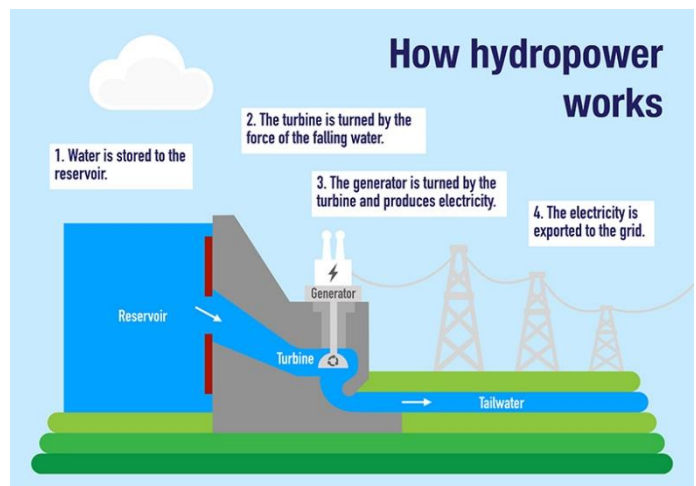 How hydropower
works
1. Water is stored to the
reservoir.
2. The turbine is turned by the
force of the falling water.
3. The generator is turned by the
turbine and produces electricity.
4. The electricity is
exported to the grid.
Generator
Reservoir
Turbine
Tailwater